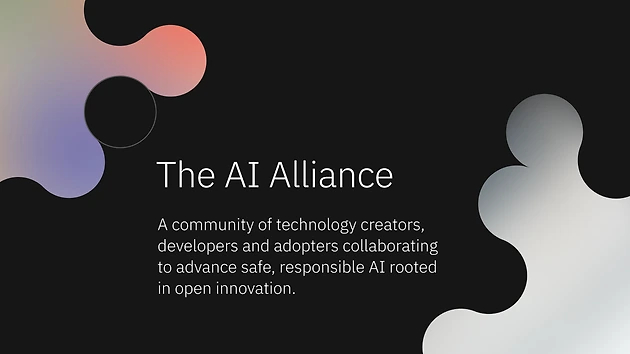 The AI Alliance
A community of technology creators,
developers and adopters collaborating
to advance safe, responsible AI rooted
in open innovation.